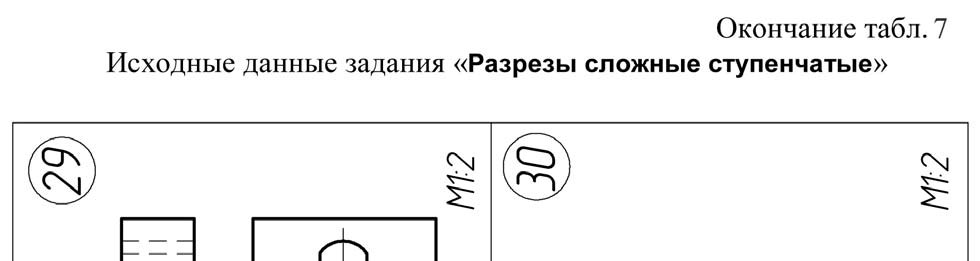 Окончание табл. 7
Исходные данные задания «Разрезы сложные ступенчатые»
29
М1:2
30
М1:2